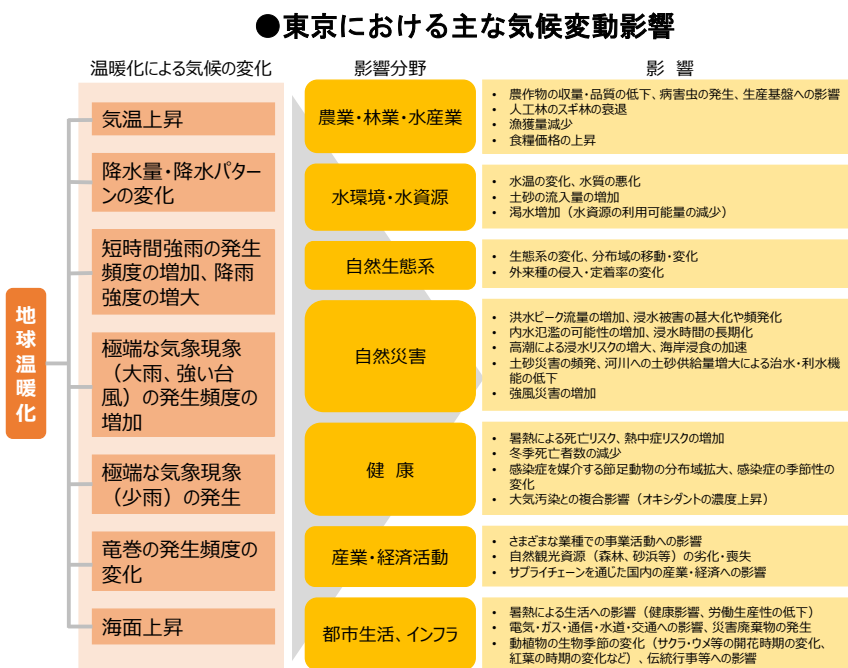 ●東京における主な気候変動影響
温暖化による気候の変化
影響分野
影 響
地球温暖化
気温上昇
降水量・降水パター
ンの変化
短時間強雨の発生
頻度の増加、降雨
強度の増大
極端な気象現象
（大雨、強い台
風）の発生頻度の
増加
極端な気象現象
（少雨）の発生
竜巻の発生頻度の
変化
海面上昇
農業・林業・水産業
• 農作物の収量・品質の低下、病害虫の発生、生産基盤への影響
• 人工林のスギ林の衰退
• 漁獲量減少
• 食糧価格の上昇
水環境・水資源
• 水温の変化、水質の悪化
• 土砂の流入量の増加
• 渇水増加（水資源の利用可能量の減少）
自然生態系
• 生態系の変化、分布域の移動・変化
• 外来種の侵入・定着率の変化
自然災害
• 洪水ピーク流量の増加、浸水被害の甚大化や頻発化
• 内水氾濫の可能性の増加、浸水時間の長期化
• 高潮による浸水リスクの増大、海岸浸食の加速
• 土砂災害の頻発、河川への土砂供給量増大による治水・利水機
能の低下
• 強風災害の増加
健 康
• 暑熱による死亡リスク、熱中症リスクの増加
• 冬季死亡者数の減少
• 感染症を媒介する節足動物の分布域拡大、感染症の季節性の
変化
• 大気汚染との複合影響（オキシダントの濃度上昇）
産業・経済活動
• さまざまな業種での事業活動への影響
• 自然観光資源（森林、砂浜等）の劣化・喪失
• サプライチェーンを通じた国内の産業・経済への影響
都市生活、インフラ
• 暑熱による生活への影響（健康影響、労働生産性の低下）
• 電気・ガス・通信・水道・交通への影響、災害廃棄物の発生
• 動植物の生物季節の変化（サクラ・ウメ等の開花時期の変化、
紅葉の時期の変化など）、伝統行事等への影響